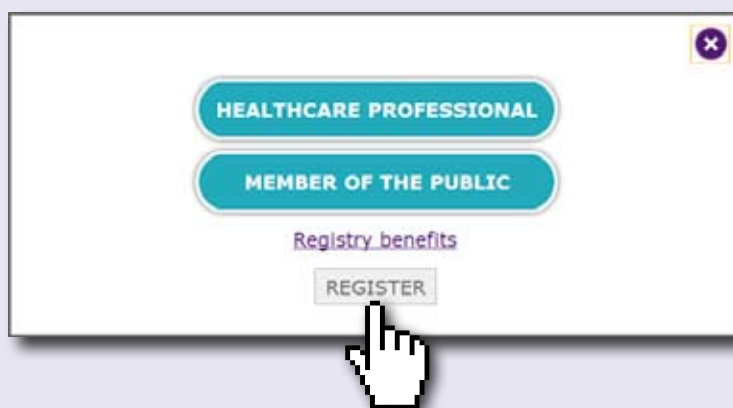 HEALTHCARE PROFESSIONAL
MEMBER OF THE PUBLIC
Registry benefits
REGISTER